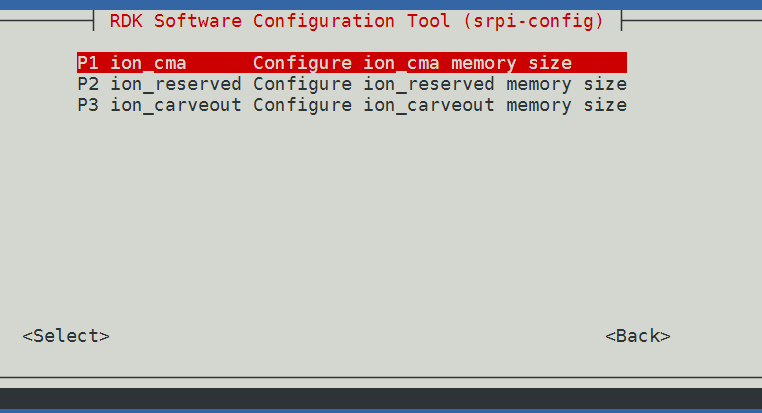 RDK Software Configuration Tool (srpi-config)
P1 ion_cma Configure ion_cma memory size
P2 ion_reserved Configure ion_reserved memory size
P3 ion_carveout Configure ion_carveout memory size
<Select> <Back>